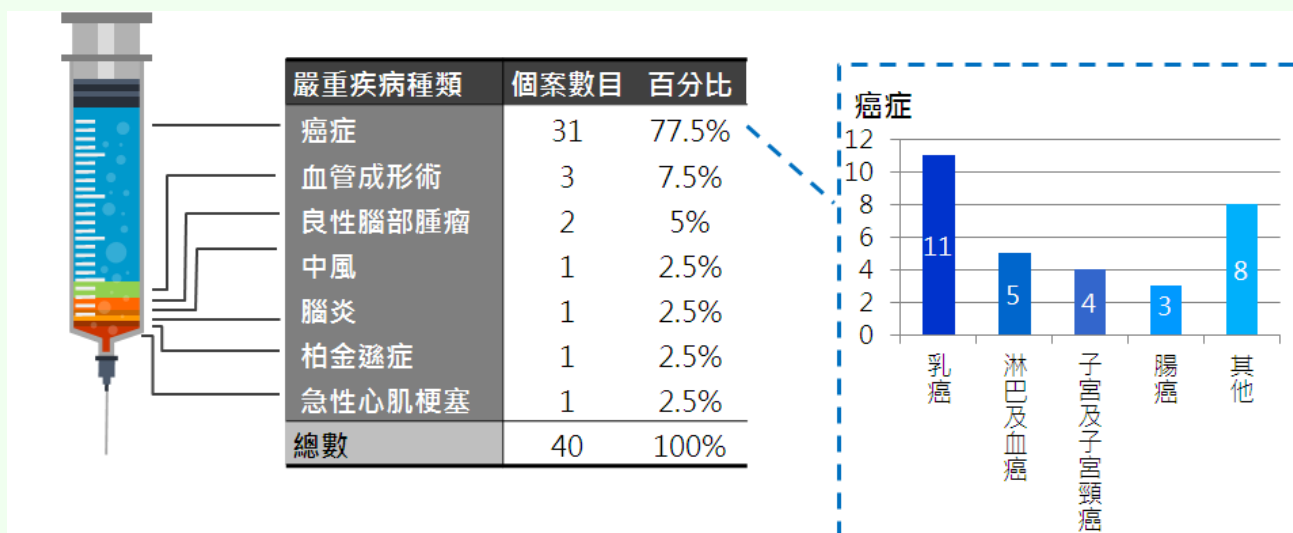 嚴重疾病種類 個案數目 百分比
癌症 31 77.5%
血管成形術 3 7.5%
良性腦部腫瘤 2 5%
中風 1 2.5%
腦炎 1 2.5%
柏金遜症 1 2.5%
急性心肌梗塞 1 2.5%
總數 40 100%
癌症
12
10
8
6
4
2
0
11
5
4
3
8
乳癌
淋巴及血癌
子宮及子宮頸癌
腸癌
其他